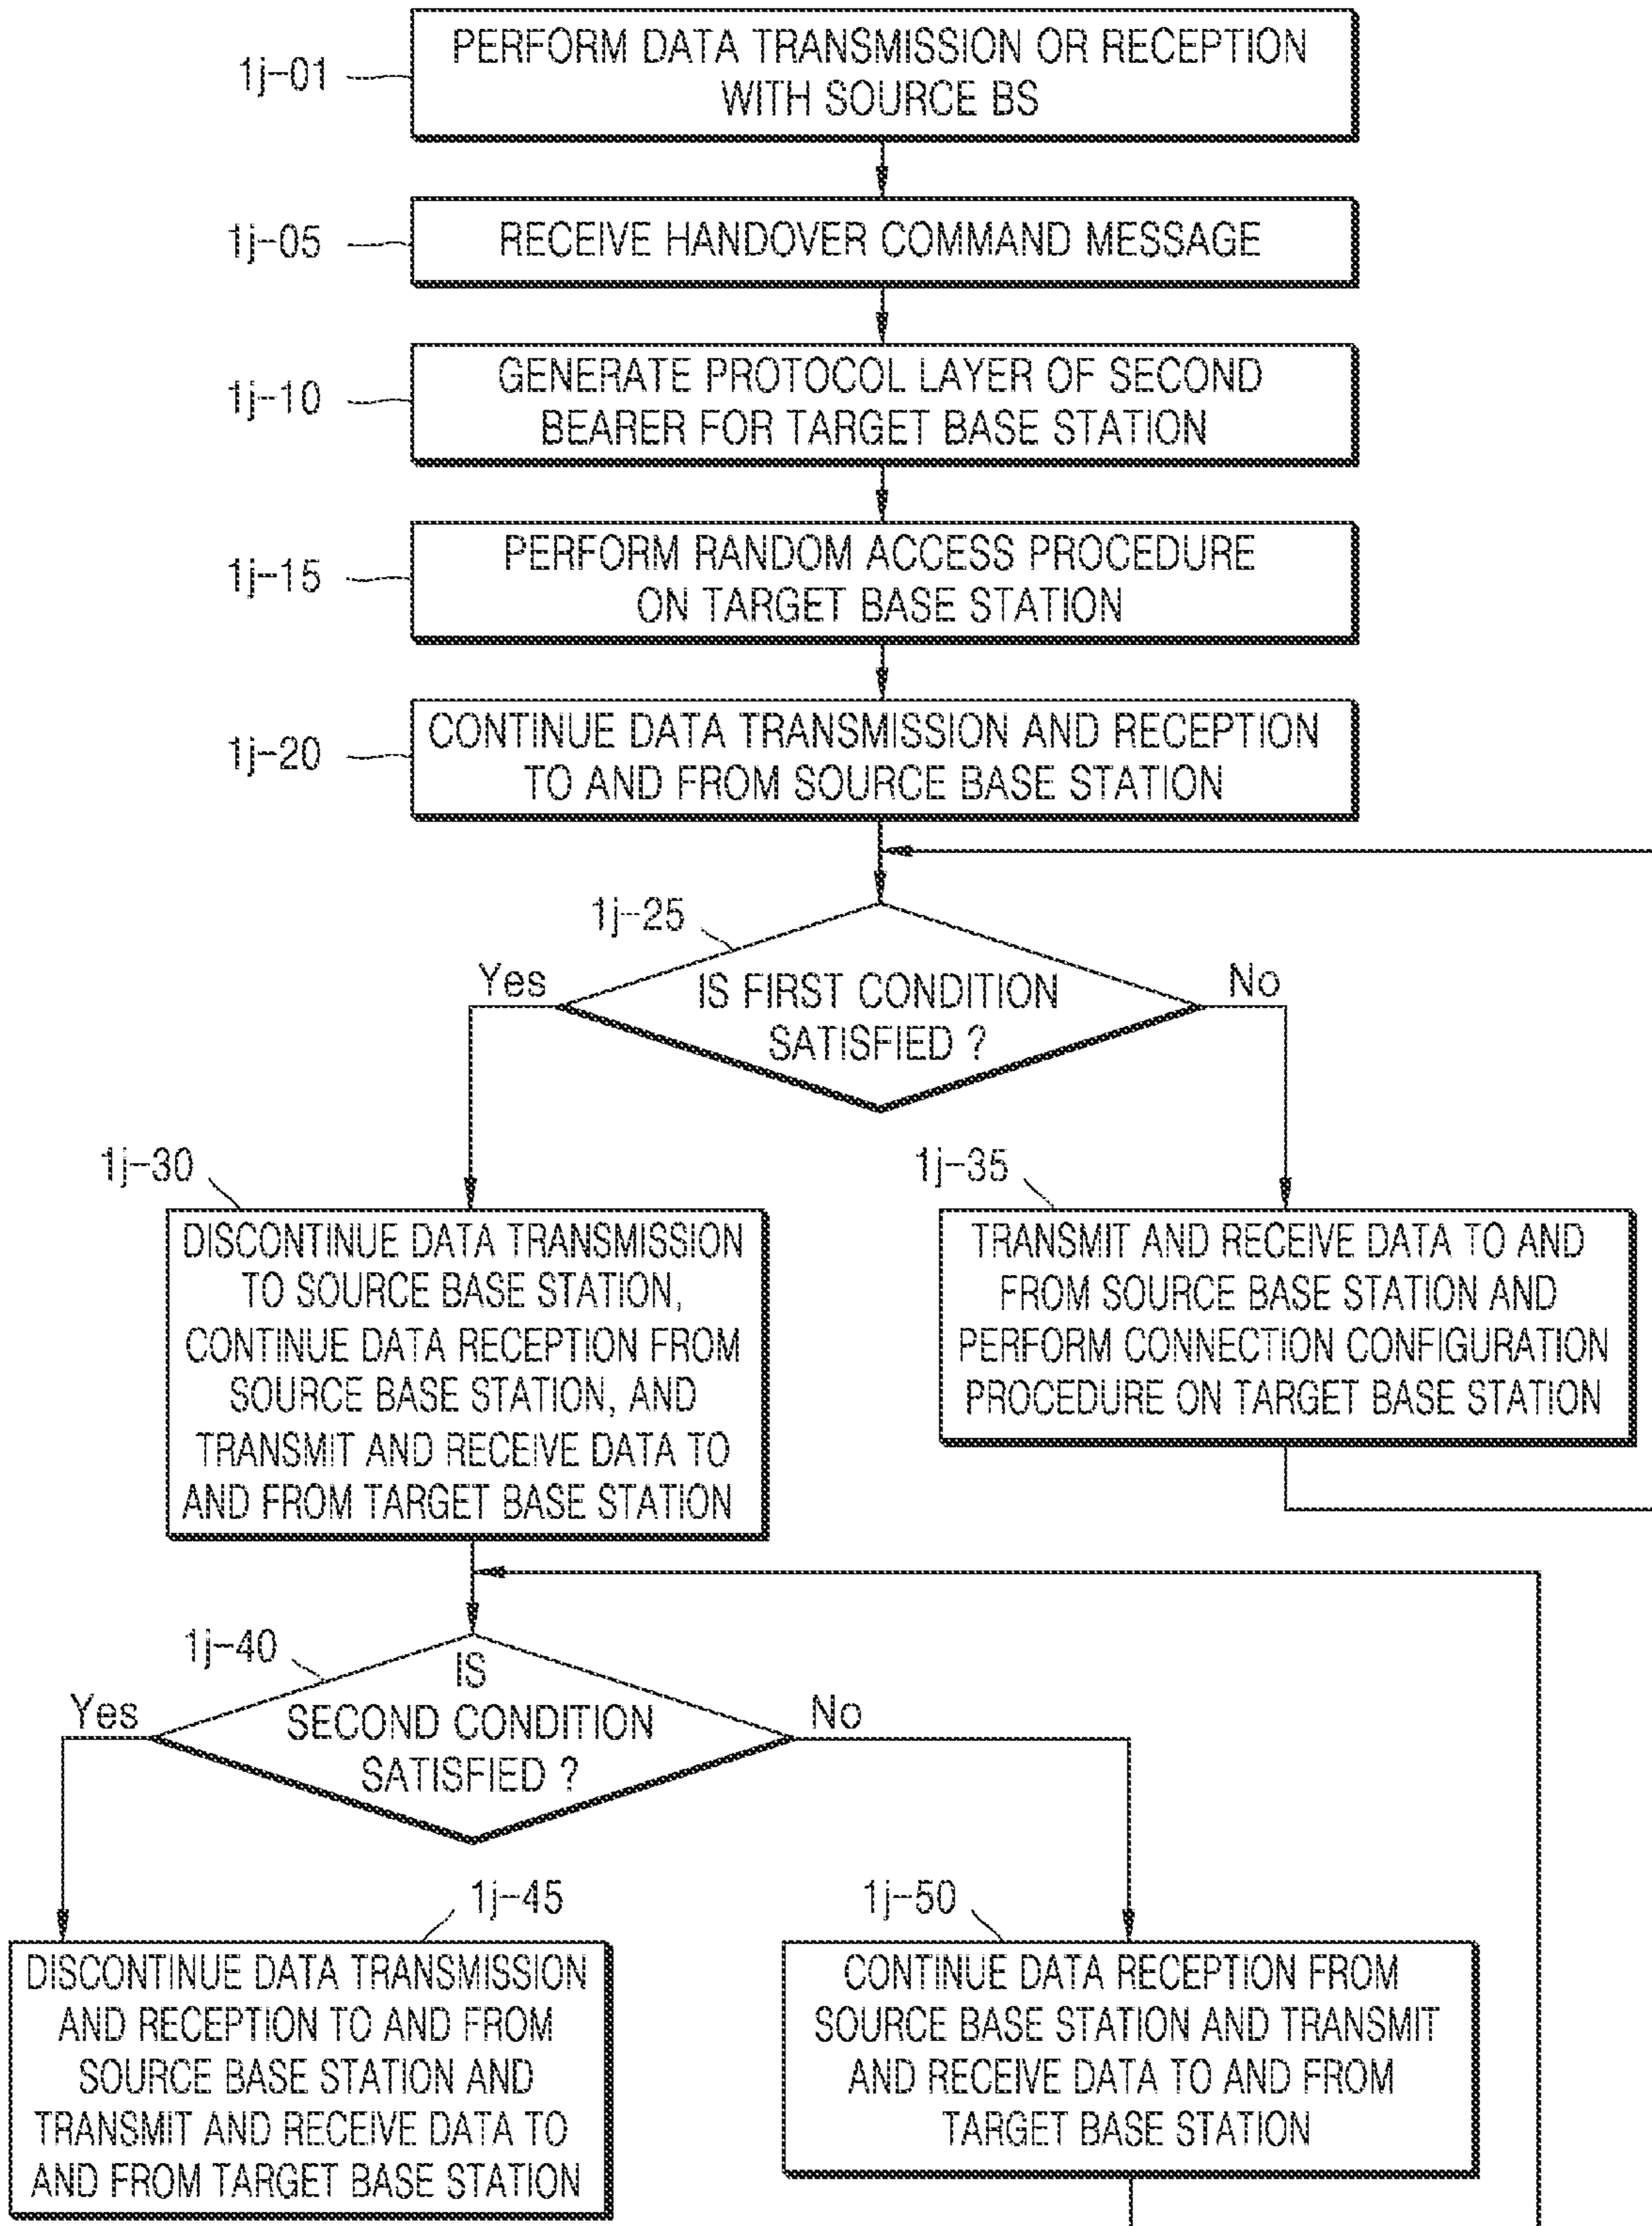 1j-01
PERFORM DATA TRANSMISSION OR RECEPTION
WITH SOURCE BS
1j-05
RECEIVE HANDOVER COMMAND MESSAGE
1j-10
GENERATE PROTOCOL LAYER OF SECOND
BEARER FOR TARGET BASE STATION
1j-15
PERFORM RANDOM ACCESS PROCEDURE
ON TARGET BASE STATION
1j-20
CONTINUE DATA TRANSMISSION AND RECEPTION
TO AND FROM SOURCE BASE STATION
1j-25
Yes
No
IS FIRST CONDITION
SATISFIED ?
1j-30
DISCONTINUE DATA TRANSMISSION
TO SOURCE BASE STATION,
CONTINUE DATA RECEPTION FROM
SOURCE BASE STATION, AND
TRANSMIT AND RECEIVE DATA TO
AND FROM TARGET BASE STATION
1j-35
TRANSMIT AND RECEIVE DATA TO AND
FROM SOURCE BASE STATION AND
PERFORM CONNECTION CONFIGURATION
PROCEDURE ON TARGET BASE STATION
1j-40
Yes
No
IS
SECOND CONDITION
SATISFIED ?
1j-45
DISCONTINUE DATA TRANSMISSION
AND RECEPTION TO AND FROM
SOURCE BASE STATION AND
TRANSMIT AND RECEIVE DATA TO
AND FROM TARGET BASE STATION
1j-50
CONTINUE DATA RECEPTION FROM
SOURCE BASE STATION AND TRANSMIT
AND RECEIVE DATA TO AND FROM
TARGET BASE STATION